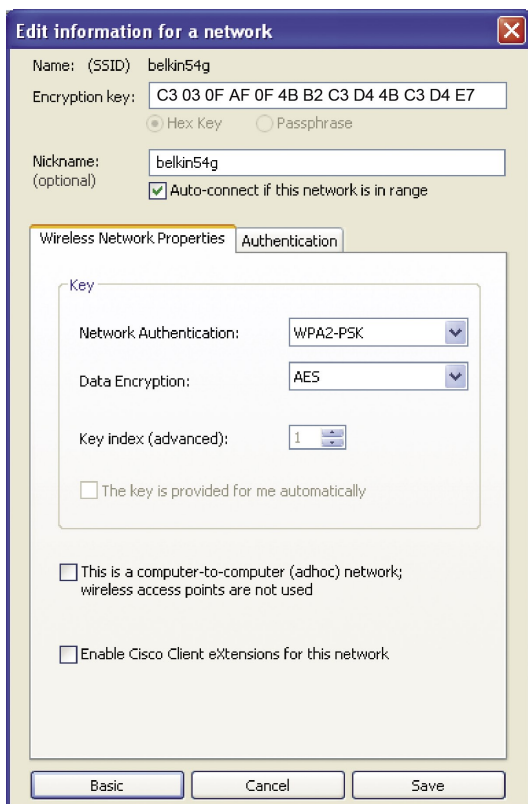 Edit information for a network
Name: (SSID) belkin54g
Encryption key: C3 03 0F AF 0F 4B B2 C3 D4 4B C3 D4 E7
Hex Key Passphrase
Nickname: belkin54g
(optional)
Auto-connect if this network is in range
Wireless Network Properties Authentication
Key
Network Authentication: WPA2-PSK
Data Encryption: AES
Key index (advanced): 1
The key is provided for me automatically
This is a computer-to-computer (adhoc) network;
wireless access points are not used
Enable Cisco Client eXtensions for this network
Basic Cancel Save